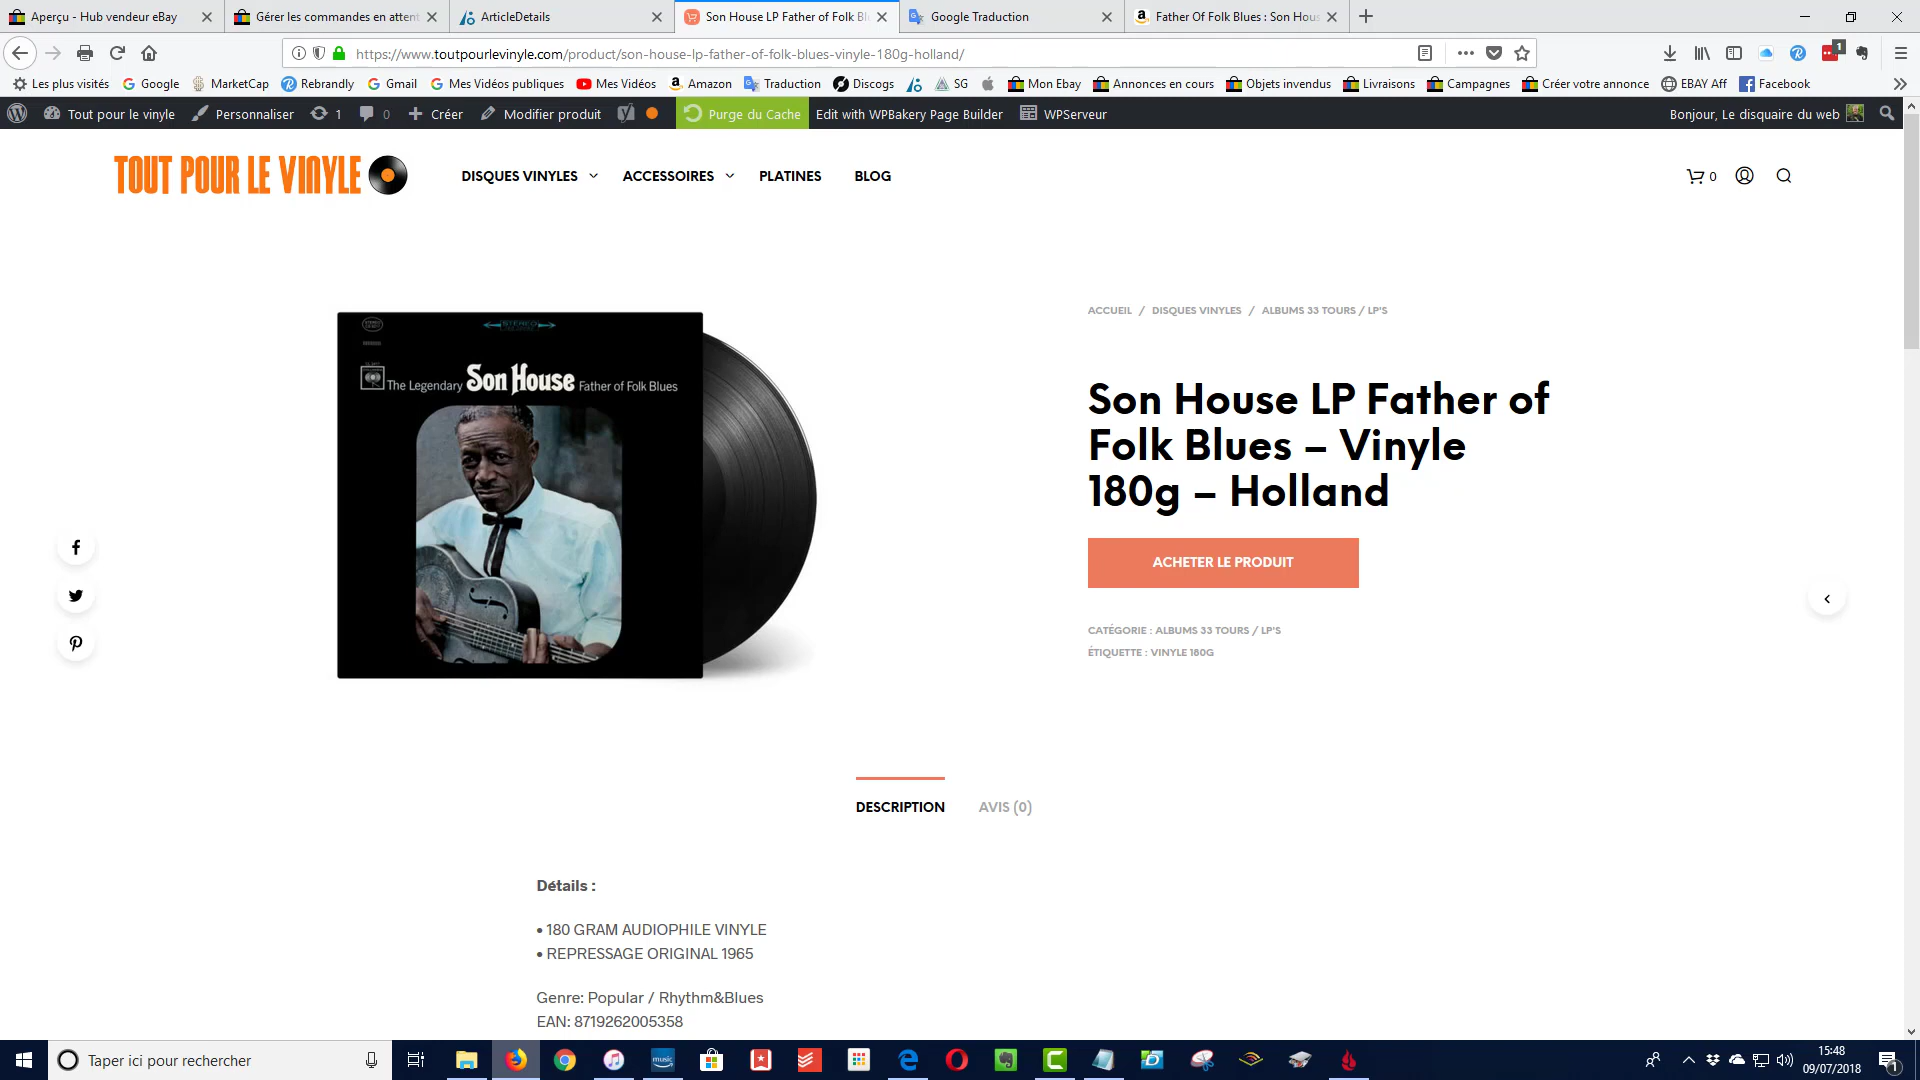 Aperçu - Hub vendeur eBay
Gérer les commandes en attent
ArticleDetails
Son House LP Father of Folk Bl
Google Traduction
Father Of Folk Blues : Son Hous
https://www.toutpourlevinyle.com/product/son-house-lp-father-of-folk-blues-vinyle-180g-holland/
1
Les plus visités
Google
MarketCap
Rebrandly
Gmail
Mes Vidéos publiques
Mes Vidéos
Amazon
Traduction
Discogs
SG
Mon Ebay
Annonces en cours
Objets invendus
Livraisons
Campagnes
Créer votre annonce
EBAY Aff
Facebook
Tout pour le vinyle
Personnaliser
1
0
Créer
Modifier produit
Purge du Cache
Edit with WPBakery Page Builder
WPServeur
Bonjour, Le disquaire du web
TOUT POUR LE VINYLE
DISQUES VINYLES
ACCESSOIRES
PLATINES
BLOG
0
STEREO
The Legendary Son House Father of Folk Blues
ACCUEIL / DISQUES VINYLES / ALBUMS 33 TOURS / LP'S
Son House LP Father of
Folk Blues – Vinyle
180g – Holland
ACHETER LE PRODUIT
CATÉGORIE : ALBUMS 33 TOURS / LP'S
ÉTIQUETTE : VINYLE 180G
DESCRIPTION
AVIS (0)
Détails :
• 180 GRAM AUDIOPHILE VINYLE
• REPRESSAGE ORIGINAL 1965
Genre: Popular / Rhythm&Blues
EAN: 8719262005358
Taper ici pour rechercher
music
15:48
09/07/2018
1